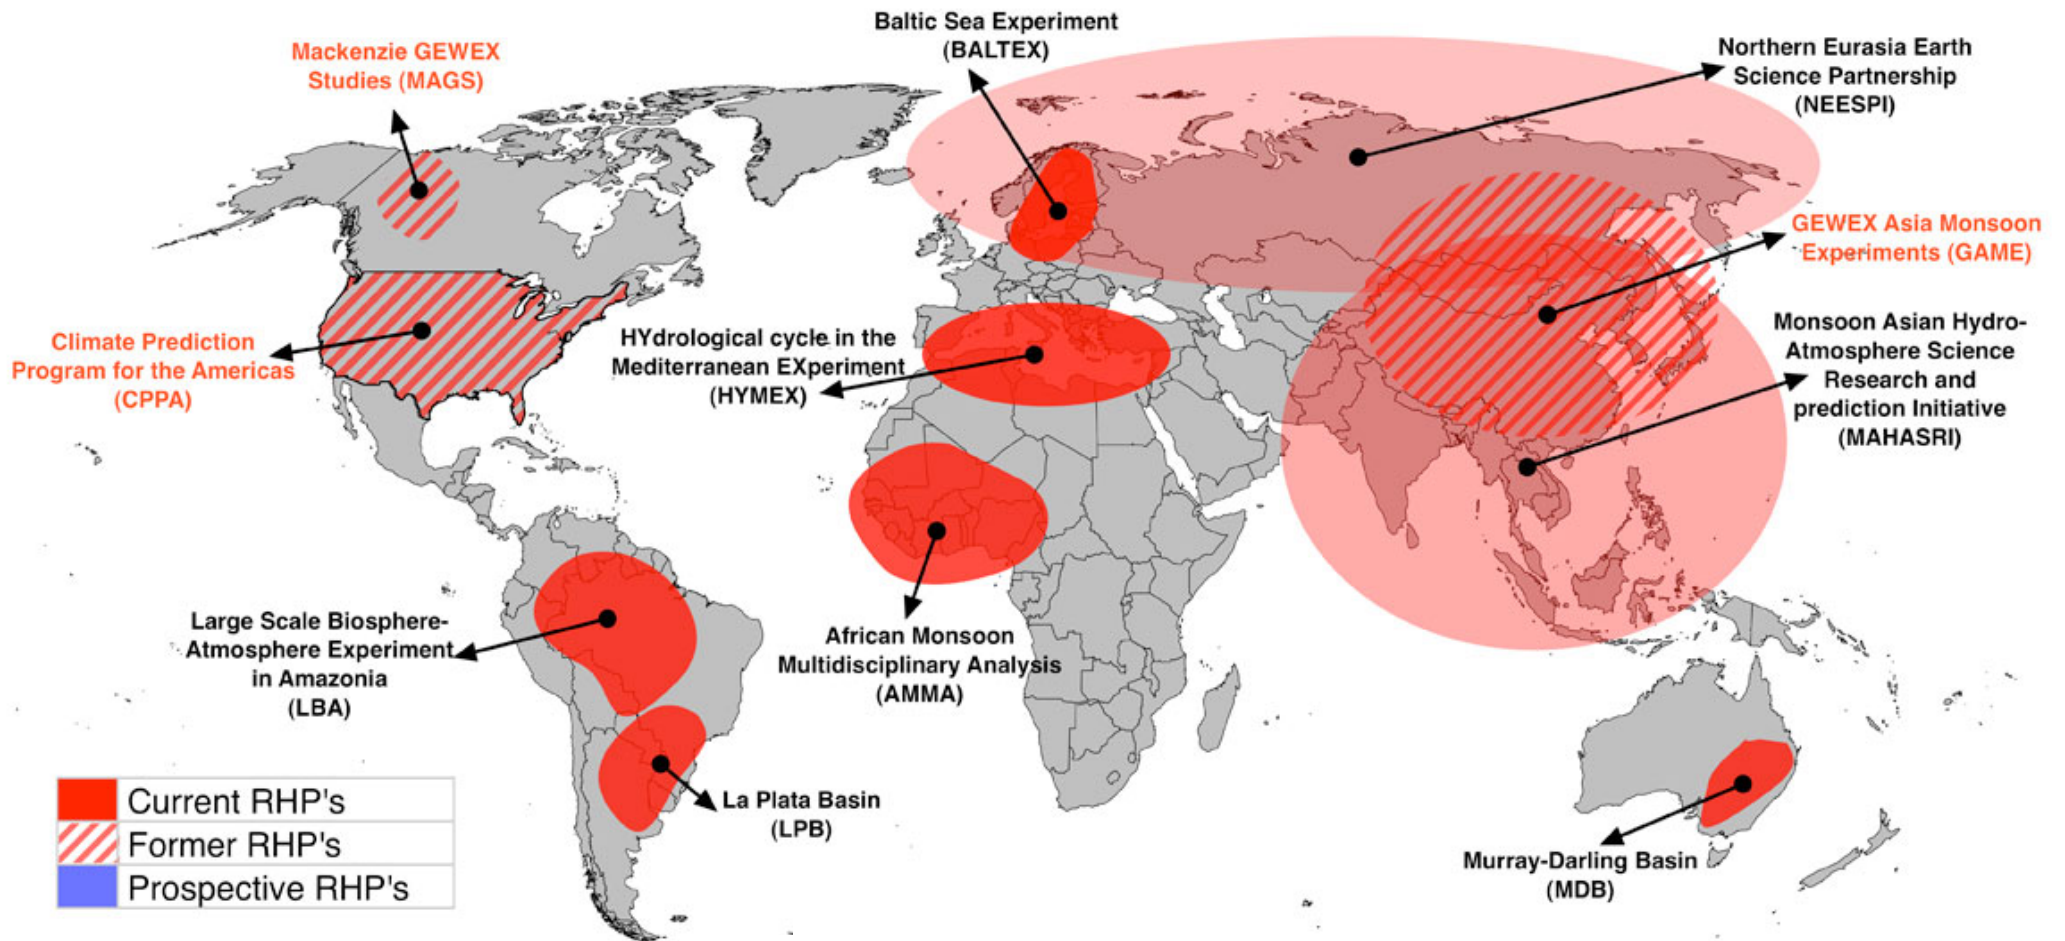 Baltic Sea Experiment
(BALTEX)
Mackenzie GEWEX
Studies (MAGS)
Northern Eurasia Earth
Science Partnership
(NEESPI)
GEWEX Asia Monsoon
Experiments (GAME)
Climate Prediction
Program for the Americas
(CPPA)
HYdrological cycle in the
Mediterranean EXperiment
(HYMEX)
Monsoon Asian Hydro-
Atmosphere Science
Research and
prediction Initiative
(MAHASRI)
Large Scale Biosphere-
Atmosphere Experiment
in Amazonia
(LBA)
African Monsoon
Multidisciplinary Analysis
(AMMA)
La Plata Basin
(LPB)
Murray-Darling Basin
(MDB)
Current RHP's
Former RHP's
Prospective RHP's